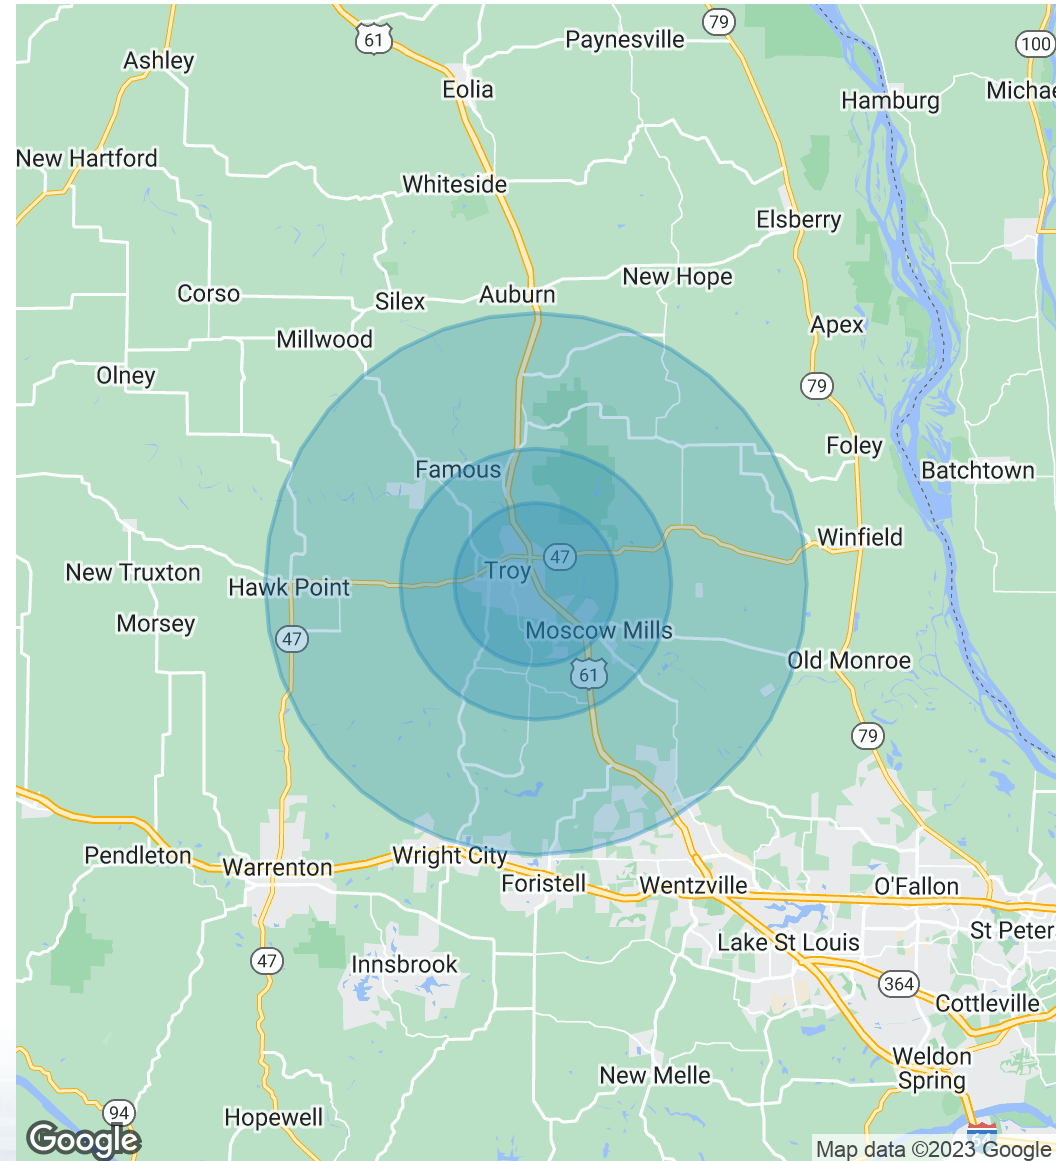 61
79
Paynesville
100
Ashley
Eolia
Michae
Hamburg
New Hartford
Whiteside
Elsberry
New Hope
Corso
Silex
Auburn
Apex
Millwood
Olney
79
Foley
Famous
Batchtown
Winfield
47
Troy
New Truxton
Hawk Point
Morsey
Moscow Mills
47
Old Monroe
61
79
Pendleton
Wright City
Warrenton
Foristell
Wentzville
O'Fallon
St Peter
Lake St Louis
47
Innsbrook
364
Cottleville
Weldon
Spring
New Melle
94
Hopewell
64
Google
Map data ©2023 Google